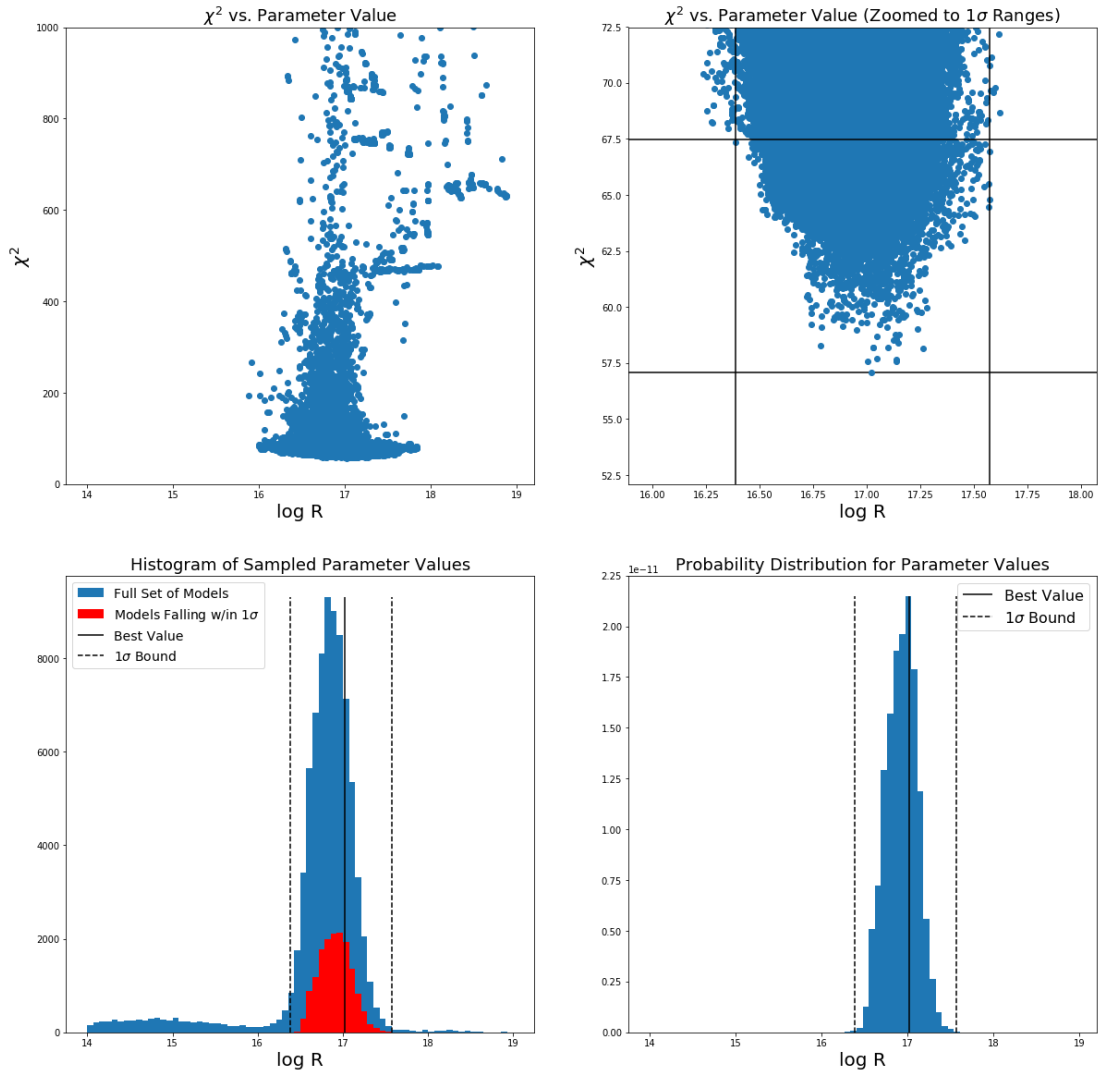 χ² vs. Parameter Value
1000
800
600
400
200
0
χ²
14 15 16 17 18 19
log R
χ² vs. Parameter Value (Zoomed to 1σ Ranges)
72.5
70.0
67.5
65.0
62.5
60.0
57.5
55.0
52.5
χ²
16.00 16.25 16.50 16.75 17.00 17.25 17.50 17.75 18.00
log R
Histogram of Sampled Parameter Values
Full Set of Models
Models Falling w/in 1σ
Best Value
1σ Bound
8000
6000
4000
2000
0
14 15 16 17 18 19
log R
Probability Distribution for Parameter Values
1e−11
Best Value
1σ Bound
2.25
2.00
1.75
1.50
1.25
1.00
0.75
0.50
0.25
0.00
14 15 16 17 18 19
log R